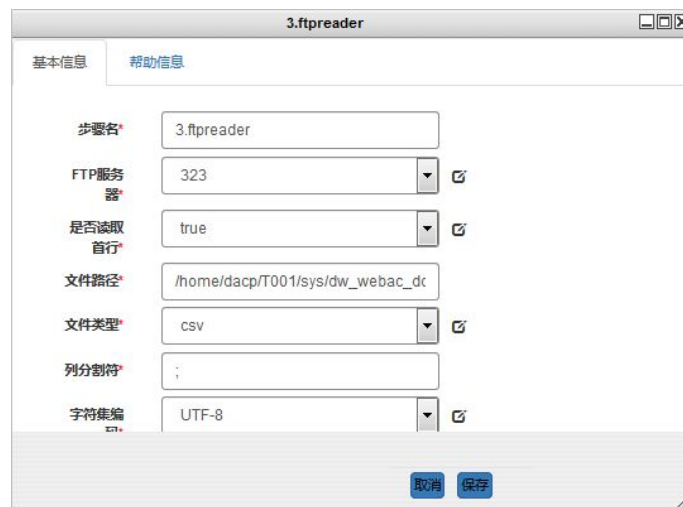 3.ftpreader
基本信息 帮助信息
步骤名* 3.ftpreader
FTP服务 323
器*
是否读取 true
首行*
文件路径* /home/dacp/T001/sys/dw_webac_dc
文件类型* csv
列分割符* ;
字符集编 UTF-8
码*
取消 保存